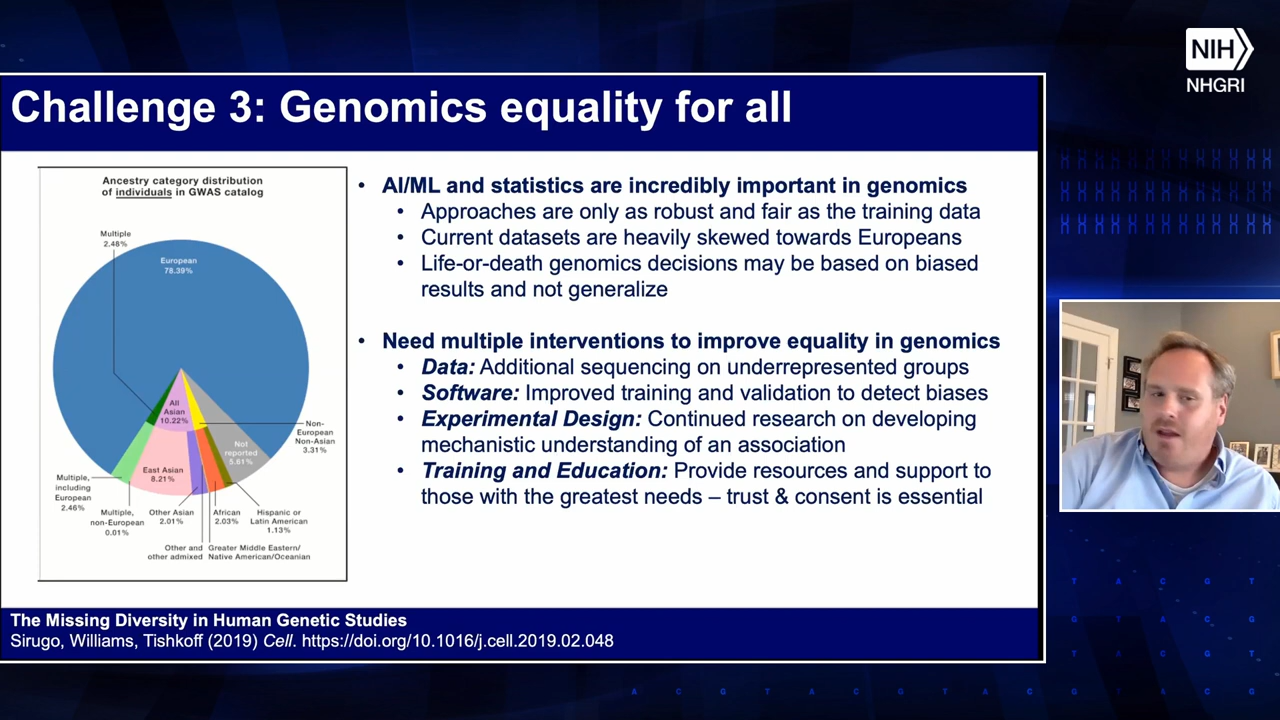 NIH
NHGRI
Challenge 3: Genomics equality for all
Ancestry category distribution
of individuals in GWAS catalog
Multiple
2.48%
European
78.39%
All
Asian
10.22%
Non-
European
Non-Asian
3.31%
Not
reported
5.61%
East Asian
8.21%
Multiple,
including
European
2.46%
Multiple,
non-European
0.01%
Other Asian
2.01%
African
2.03%
Hispanic or
Latin American
1.13%
Other and
other admixed
Greater Middle Eastern/
Native American/Oceanian
• AI/ML and statistics are incredibly important in genomics
• Approaches are only as robust and fair as the training data
• Current datasets are heavily skewed towards Europeans
• Life-or-death genomics decisions may be based on biased
results and not generalize
• Need multiple interventions to improve equality in genomics
• Data: Additional sequencing on underrepresented groups
• Software: Improved training and validation to detect biases
• Experimental Design: Continued research on developing
mechanistic understanding of an association
• Training and Education: Provide resources and support to
those with the greatest needs – trust & consent is essential
The Missing Diversity in Human Genetic Studies
Sirugo, Williams, Tishkoff (2019) Cell. https://doi.org/10.1016/j.cell.2019.02.048
T A C G T
G T A C G
T A C G T
A C G T A C G T A C G T A C G